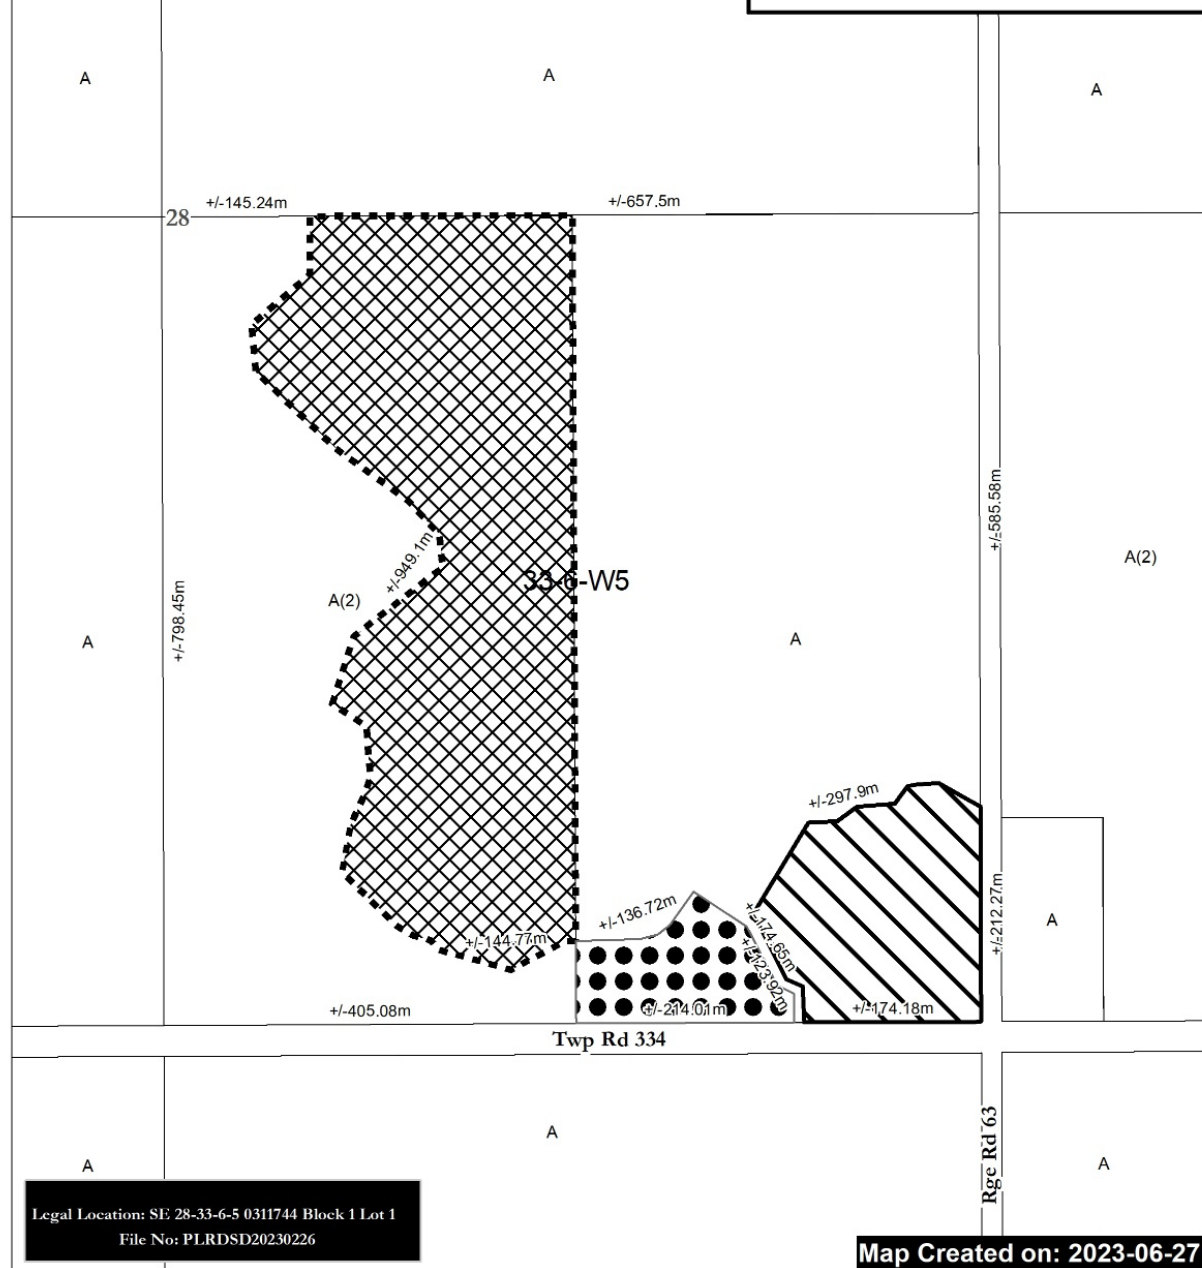 A
A
A
+/-145.24m
+/-657.5m
28
+/-585.58m
+/-949.1m
A(2)
33-6-W5
A(2)
+/-798.45m
A
A
+/-297.9m
+/-136.72m
+/-174.65m
+/-212.27m
A
+/-144.77m
+/-123.92m
+/-405.08m
+/-214.01m
+/-174.18m
Twp Rd 334
A
Rge Rd 63
A
A
Legal Location: SE 28-33-6-5 0311744 Block 1 Lot 1
File No: PLRDSD20230226
Map Created on: 2023-06-27